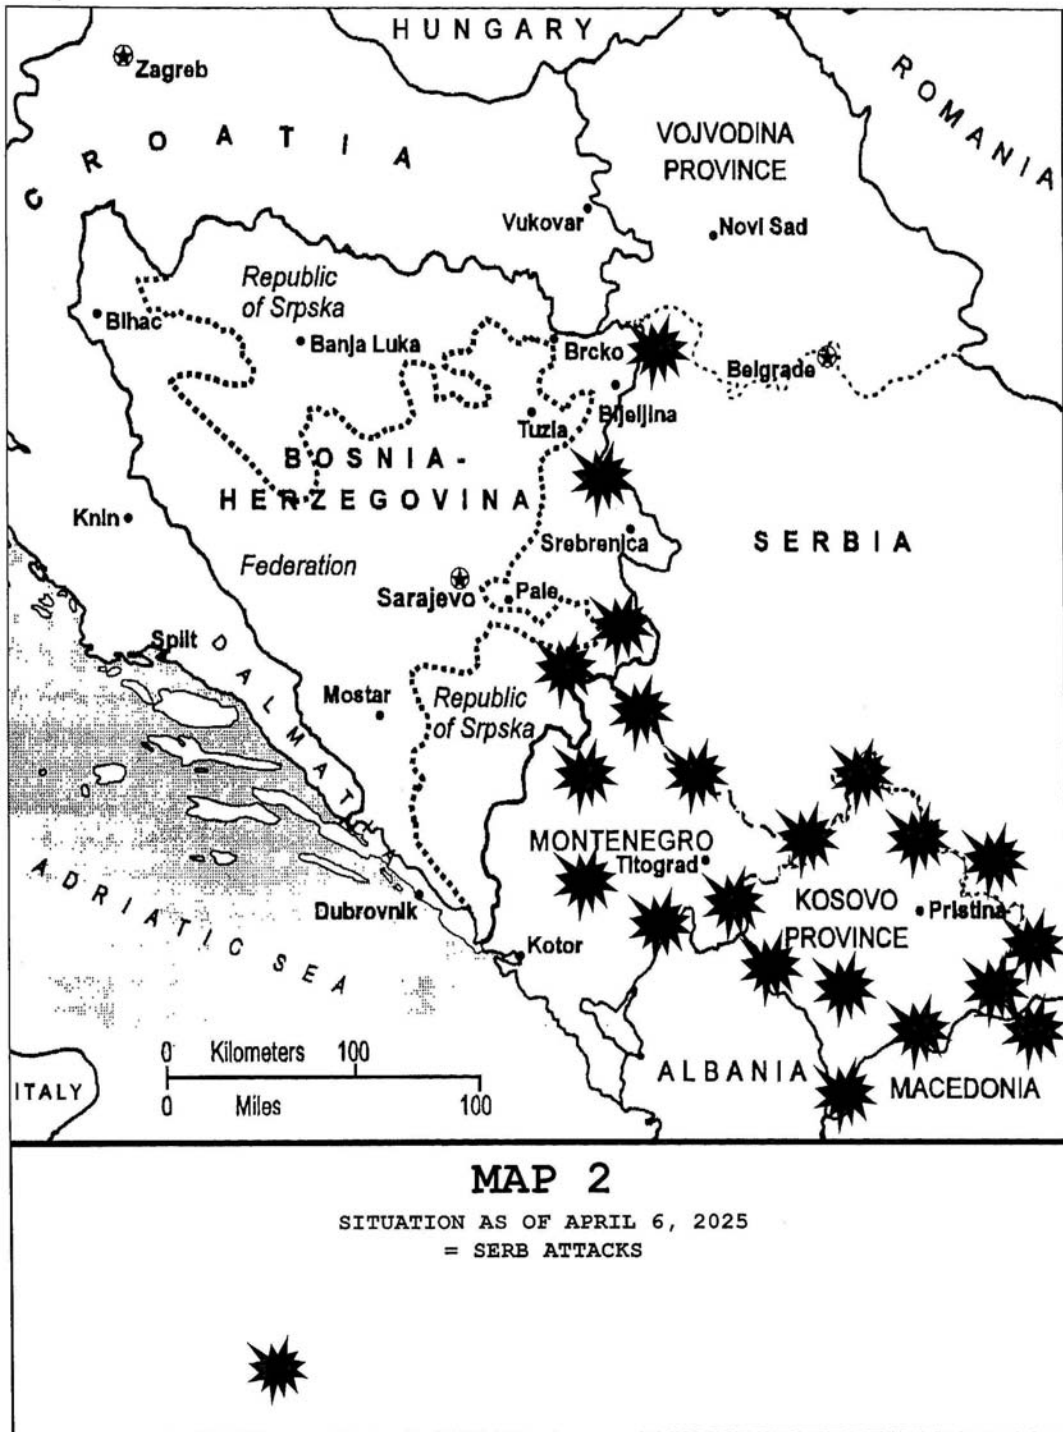 HUNGARY
Zagreb
ROMANIA
CROATIA
VOJVODINA
PROVINCE
Vukovar
Novi Sad
Republic
of Srpska
Bihac
Banja Luka
Brcko
Belgrade
Bijeljina
Tuzla
BOSNIA-
HERZEGOVINA
Knin
Srebrenica
SERBIA
Federation
Sarajevo
Pale
Split
DALMATIA
Mostar
Republic
of Srpska
MONTENEGRO
Titograd
ADRIATIC SEA
Dubrovnik
KOSOVO
PROVINCE
Pristina
Kotor
0 Kilometers 100
0 Miles 100
ITALY
ALBANIA
MACEDONIA
MAP 2
SITUATION AS OF APRIL 6, 2025
= SERB ATTACKS